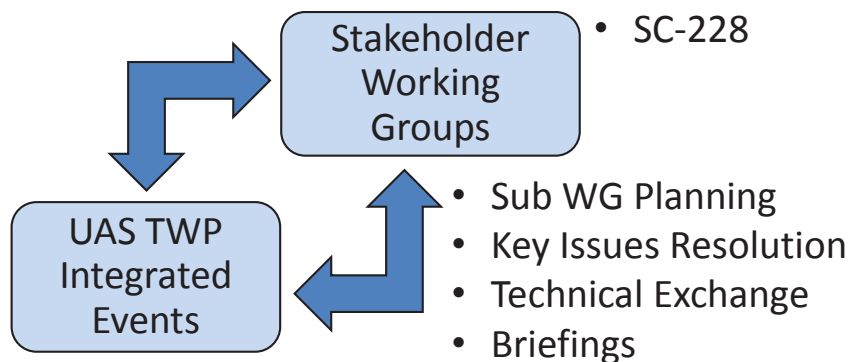 Stakeholder
Working
Groups
• SC-228
UAS TWP
Integrated
Events
• Sub WG Planning
• Key Issues Resolution
• Technical Exchange
• Briefings